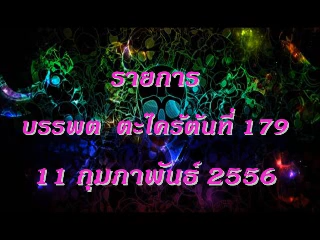 รายการ
บรรพต ตะไคร้ต้นที่ 179
11 กุมภาพันธ์ 2556